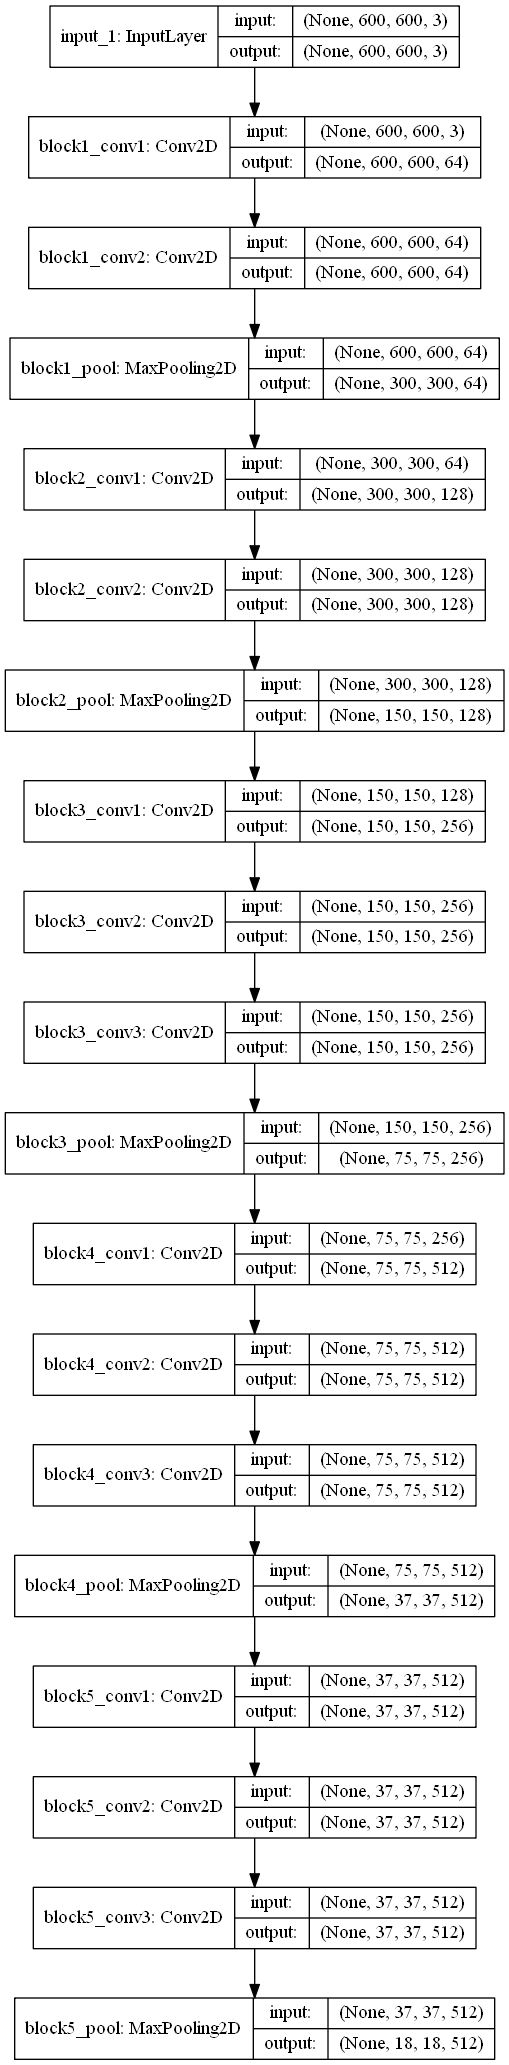 input_1: InputLayer
input: (None, 600, 600, 3)
output: (None, 600, 600, 3)
block1_conv1: Conv2D
input: (None, 600, 600, 3)
output: (None, 600, 600, 64)
block1_conv2: Conv2D
input: (None, 600, 600, 64)
output: (None, 600, 600, 64)
block1_pool: MaxPooling2D
input: (None, 600, 600, 64)
output: (None, 300, 300, 64)
block2_conv1: Conv2D
input: (None, 300, 300, 64)
output: (None, 300, 300, 128)
block2_conv2: Conv2D
input: (None, 300, 300, 128)
output: (None, 300, 300, 128)
block2_pool: MaxPooling2D
input: (None, 300, 300, 128)
output: (None, 150, 150, 128)
block3_conv1: Conv2D
input: (None, 150, 150, 128)
output: (None, 150, 150, 256)
block3_conv2: Conv2D
input: (None, 150, 150, 256)
output: (None, 150, 150, 256)
block3_conv3: Conv2D
input: (None, 150, 150, 256)
output: (None, 150, 150, 256)
block3_pool: MaxPooling2D
input: (None, 150, 150, 256)
output: (None, 75, 75, 256)
block4_conv1: Conv2D
input: (None, 75, 75, 256)
output: (None, 75, 75, 512)
block4_conv2: Conv2D
input: (None, 75, 75, 512)
output: (None, 75, 75, 512)
block4_conv3: Conv2D
input: (None, 75, 75, 512)
output: (None, 75, 75, 512)
block4_pool: MaxPooling2D
input: (None, 75, 75, 512)
output: (None, 37, 37, 512)
block5_conv1: Conv2D
input: (None, 37, 37, 512)
output: (None, 37, 37, 512)
block5_conv2: Conv2D
input: (None, 37, 37, 512)
output: (None, 37, 37, 512)
block5_conv3: Conv2D
input: (None, 37, 37, 512)
output: (None, 37, 37, 512)
block5_pool: MaxPooling2D
input: (None, 37, 37, 512)
output: (None, 18, 18, 512)